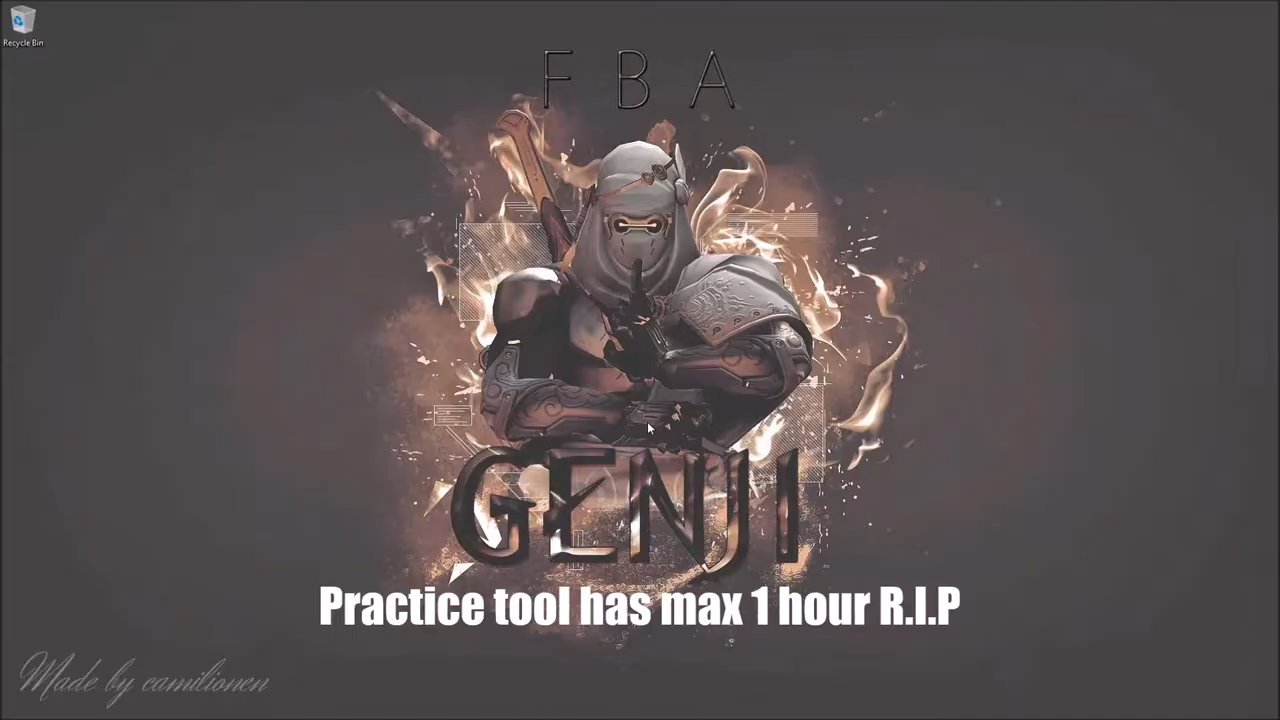 Recycle Bin
F B A
GENJI
Practice tool has max 1 hour R.I.P
Made by camilionen